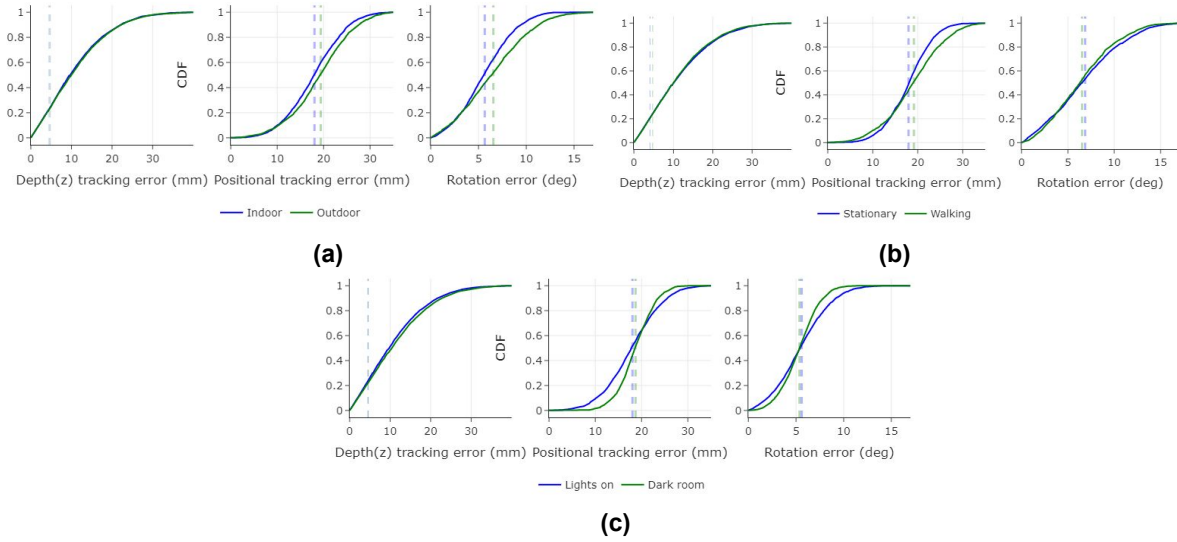 1
0.8
0.6
0.4
0.2
0
0 10 20 30
Depth(z) tracking error (mm)
CDF
1
0.8
0.6
0.4
0.2
0
0 10 20 30
Positional tracking error (mm)
1
0.8
0.6
0.4
0.2
0
0 5 10 15
Rotation error (deg)
Indoor Outdoor
(a)
1
0.8
0.6
0.4
0.2
0
0 10 20 30
Depth(z) tracking error (mm)
CDF
1
0.8
0.6
0.4
0.2
0
0 10 20 30
Positional tracking error (mm)
1
0.8
0.6
0.4
0.2
0
0 5 10 15
Rotation error (deg)
Stationary Walking
(b)
1
0.8
0.6
0.4
0.2
0
0 10 20 30
Depth(z) tracking error (mm)
CDF
1
0.8
0.6
0.4
0.2
0
0 10 20 30
Positional tracking error (mm)
1
0.8
0.6
0.4
0.2
0
0 5 10 15
Rotation error (deg)
Lights on Dark room
(c)